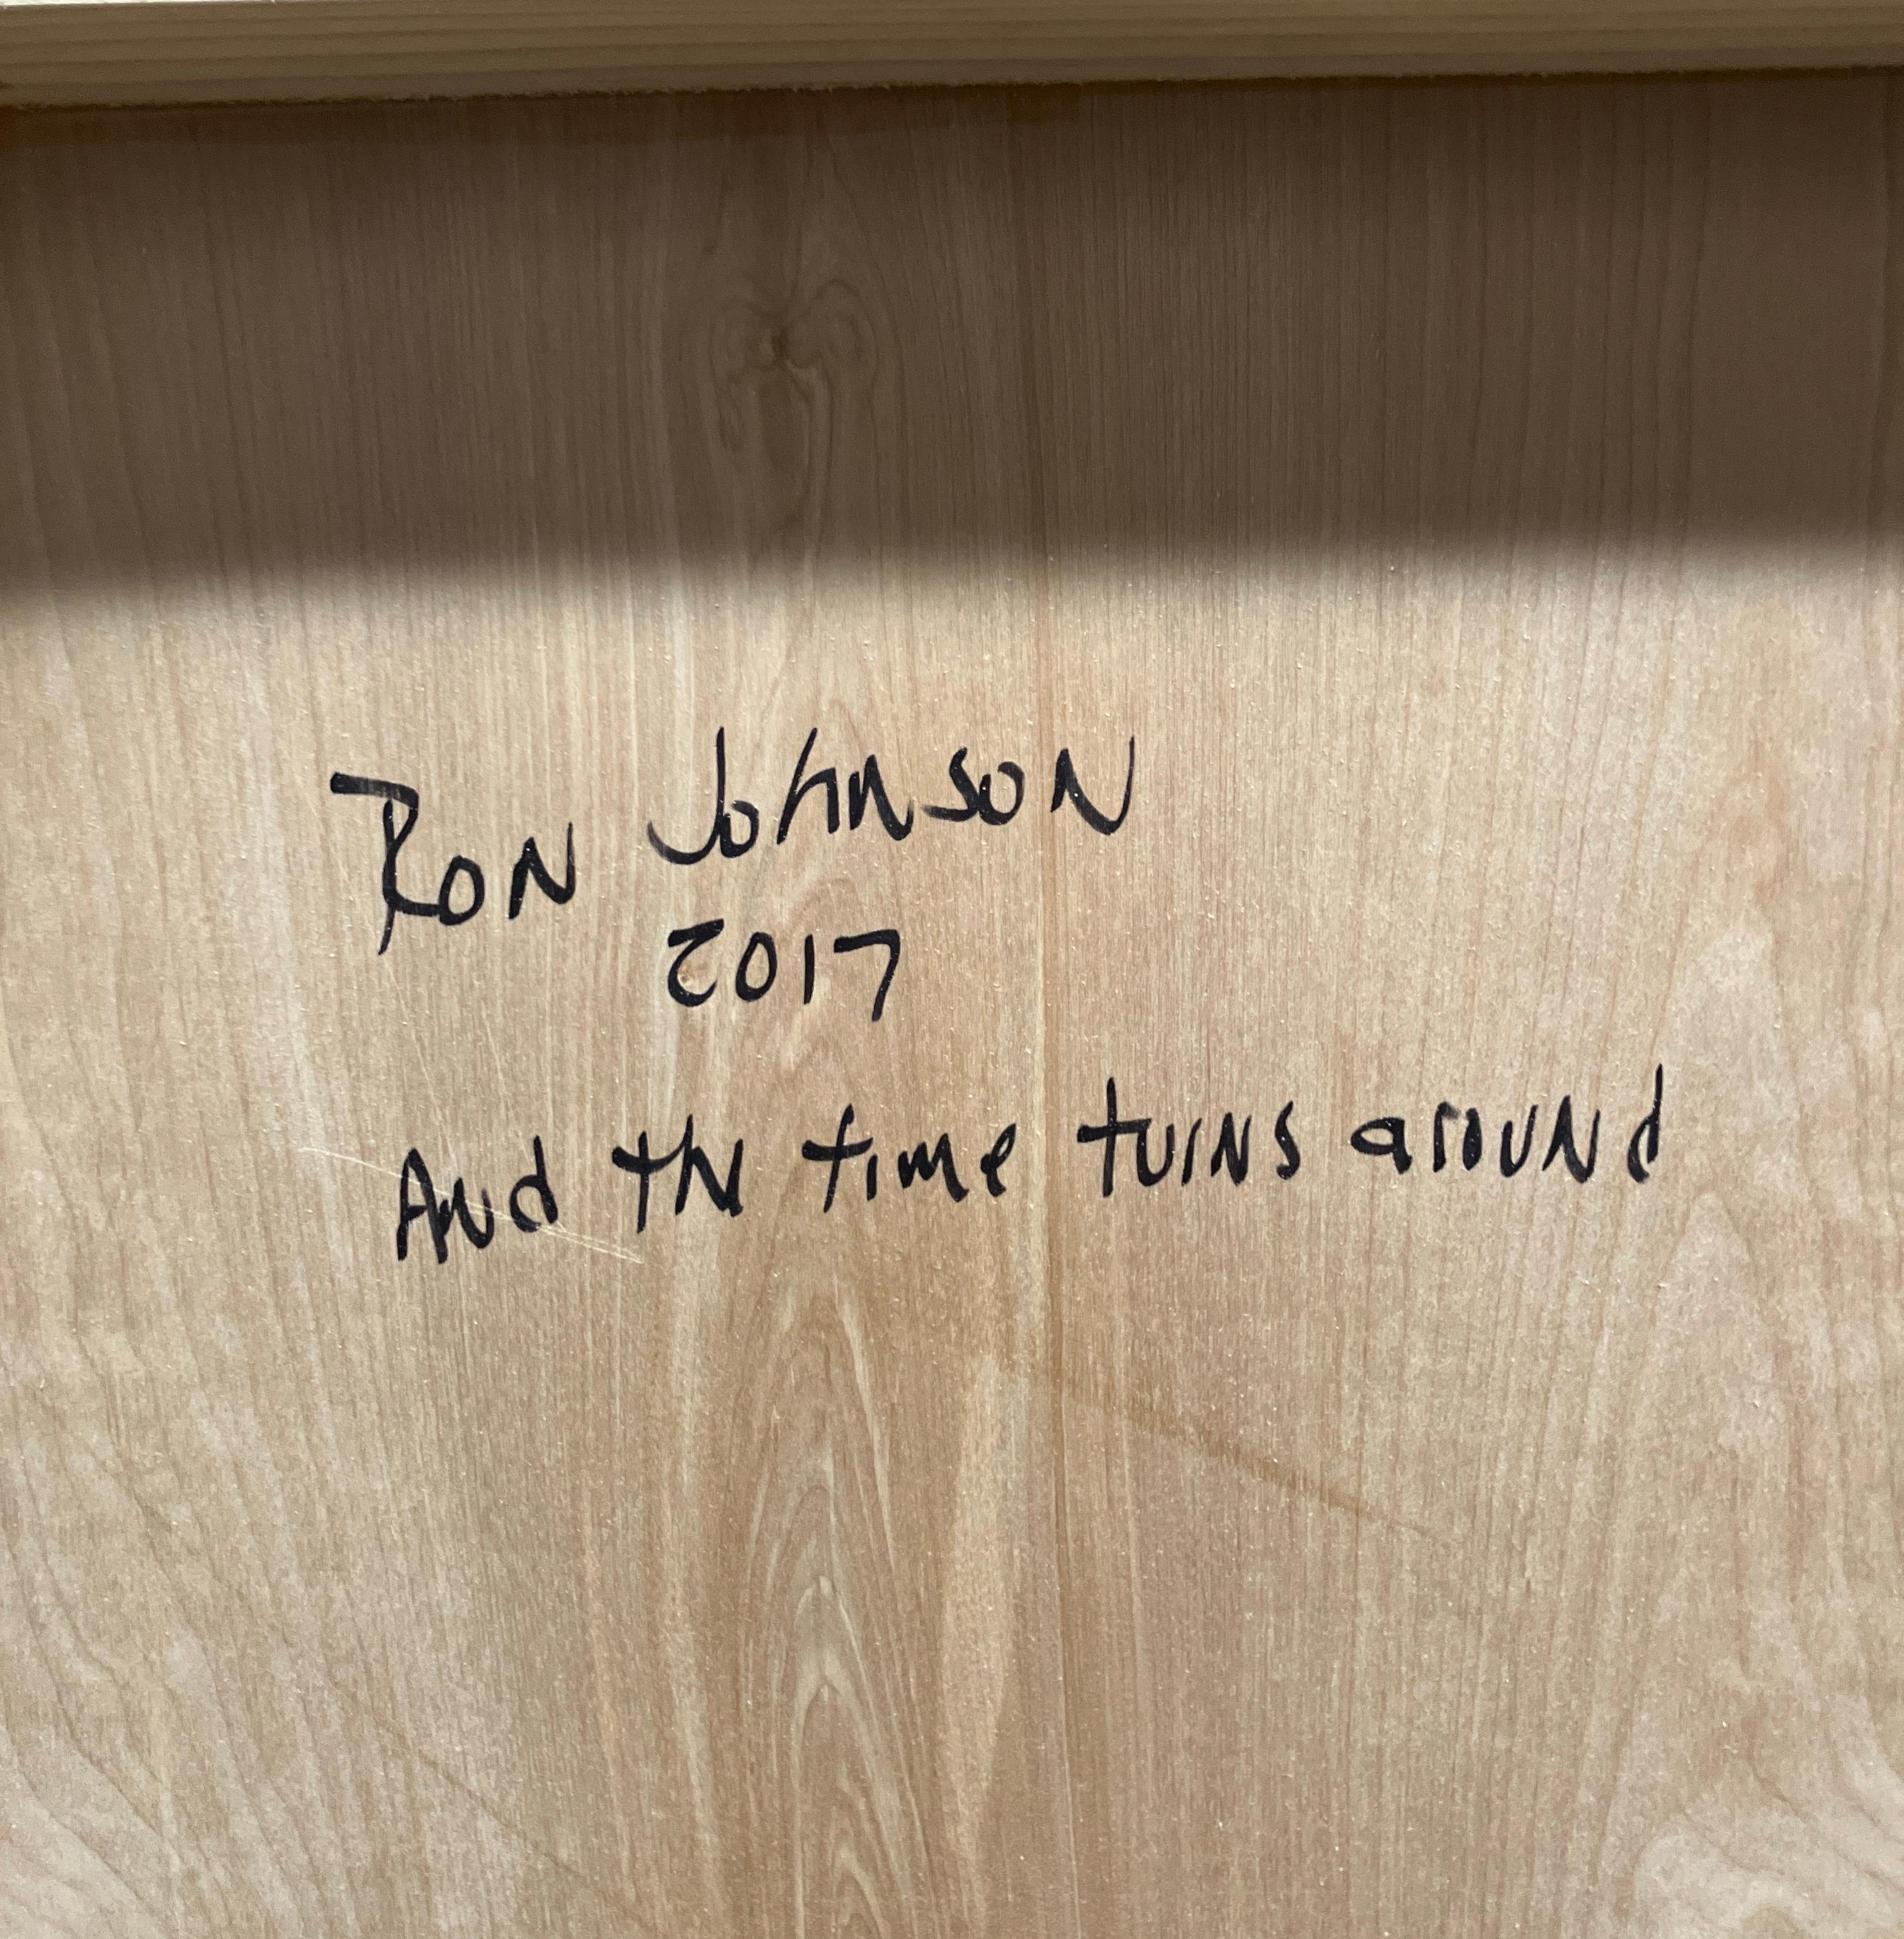 Ron Johnson
2017
And the time turns around